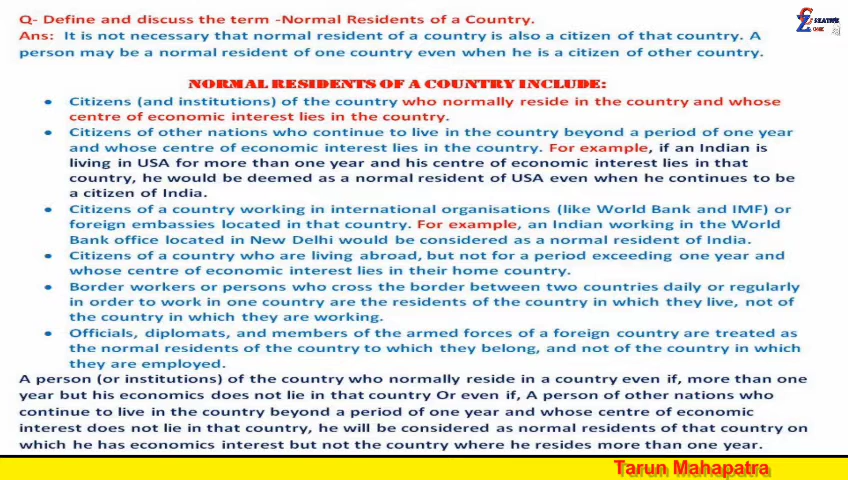 Q- Define and discuss the term -Normal Residents of a Country.
Ans: It is not necessary that normal resident of a country is also a citizen of that country. A
person may be a normal resident of one country even when he is a citizen of other country.
NORMAL RESIDENTS OF A COUNTRY INCLUDE:
• Citizens (and institutions) of the country who normally reside in the country and whose
centre of economic interest lies in the country.
• Citizens of other nations who continue to live in the country beyond a period of one year
and whose centre of economic interest lies in the country. For example, if an Indian is
living in USA for more than one year and his centre of economic interest lies in that
country, he would be deemed as a normal resident of USA even when he continues to be
a citizen of India.
• Citizens of a country working in international organisations (like World Bank and IMF) or
foreign embassies located in that country. For example, an Indian working in the World
Bank office located in New Delhi would be considered as a normal resident of India.
• Citizens of a country who are living abroad, but not for a period exceeding one year and
whose centre of economic interest lies in their home country.
• Border workers or persons who cross the border between two countries daily or regularly
in order to work in one country are the residents of the country in which they live, not of
the country in which they are working.
• Officials, diplomats, and members of the armed forces of a foreign country are treated as
the normal residents of the country to which they belong, and not of the country in which
they are employed.
A person (or institutions) of the country who normally reside in a country even if, more than one
year but his economics does not lie in that country Or even if, A person of other nations who
continue to live in the country beyond a period of one year and whose centre of economic
interest does not lie in that country, he will be considered as normal residents of that country on
which he has economics interest but not the country where he resides more than one year.
Tarun Mahapatra